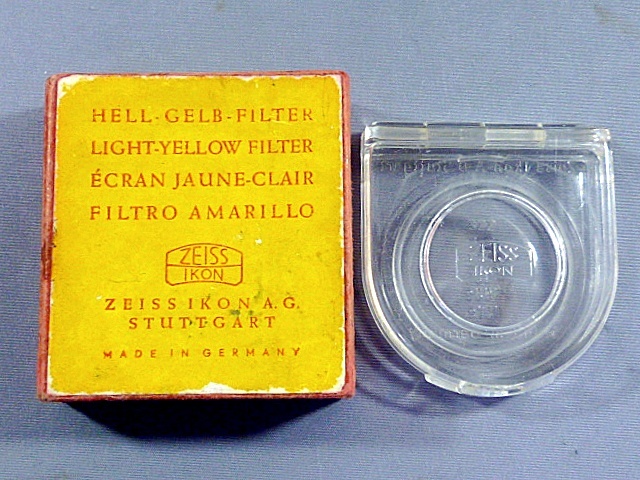 HELL-GELB-FILTER
LIGHT-YELLOW FILTER
ÉCRAN JAUNE-CLAIR
FILTRO AMARILLO
ZEISS
IKON
ZEISS IKON A.G.
STUTTGART
MADE IN GERMANY
ZEISS
IKON